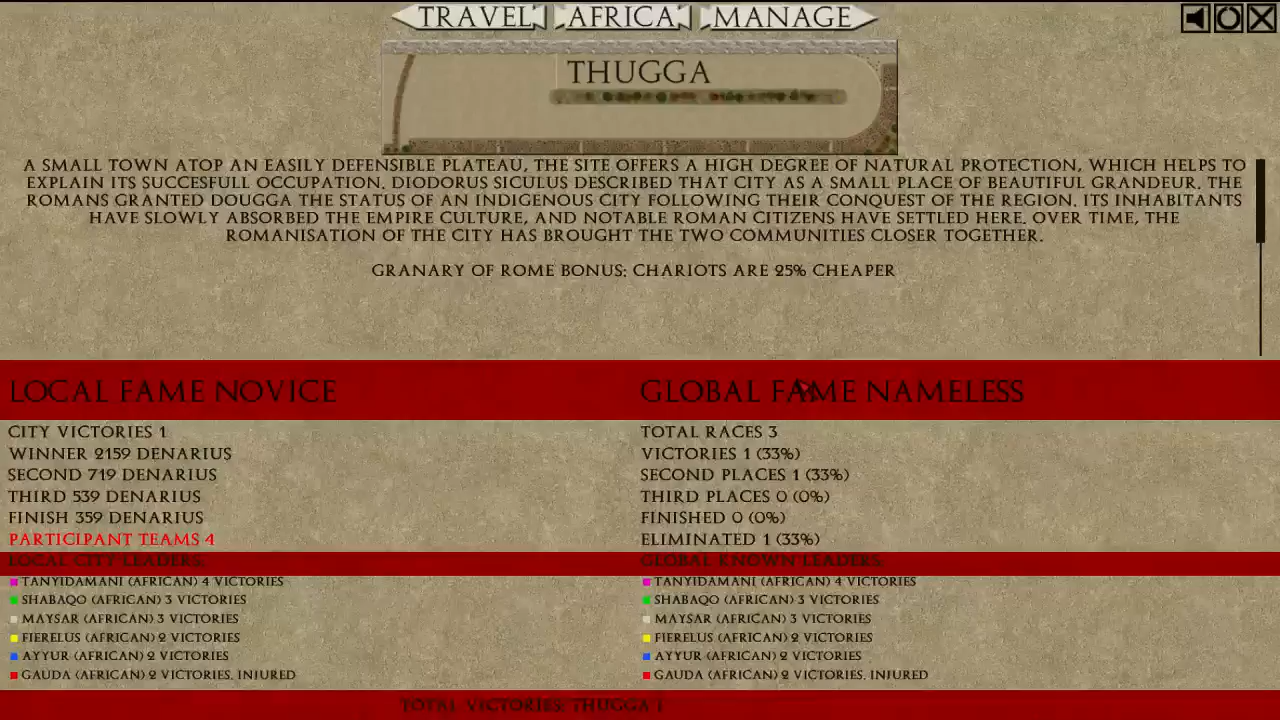 TRAVEL AFRICA MANAGE
THUGGA
A SMALL TOWN ATOP AN EASILY DEFENSIBLE PLATEAU, THE SITE OFFERS A HIGH DEGREE OF NATURAL PROTECTION, WHICH HELPS TO
EXPLAIN ITS SUCCESFULL OCCUPATION. DIODORUS SICULUS DESCRIBED THAT CITY AS A SMALL PLACE OF BEAUTIFUL GRANDEUR. THE
ROMANS GRANTED DOUGGA THE STATUS OF AN INDIGENOUS CITY FOLLOWING THEIR CONQUEST OF THE REGION. ITS INHABITANTS
HAVE SLOWLY ABSORBED THE EMPIRE CULTURE, AND NOTABLE ROMAN CITIZENS HAVE SETTLED HERE. OVER TIME, THE
ROMANISATION OF THE CITY HAS BROUGHT THE TWO COMMUNITIES CLOSER TOGETHER.
GRANARY OF ROME BONUS: CHARIOTS ARE 25% CHEAPER
LOCAL FAME NOVICE
CITY VICTORIES 1
WINNER 2159 DENARIUS
SECOND 719 DENARIUS
THIRD 539 DENARIUS
FINISH 359 DENARIUS
PARTICIPANT TEAMS 4
LOCAL CITY LEADERS:
TANYIDAMANI (AFRICAN) 4 VICTORIES
SHABAQO (AFRICAN) 3 VICTORIES
MAYSAR (AFRICAN) 3 VICTORIES
FIERELUS (AFRICAN) 2 VICTORIES
AYYUR (AFRICAN) 2 VICTORIES
GAUDA (AFRICAN) 2 VICTORIES, INJURED
GLOBAL FAME NAMELESS
TOTAL RACES 3
VICTORIES 1 (33%)
SECOND PLACES 1 (33%)
THIRD PLACES 0 (0%)
FINISHED 0 (0%)
ELIMINATED 1 (33%)
GLOBAL KNOWN LEADERS:
TANYIDAMANI (AFRICAN) 4 VICTORIES
SHABAQO (AFRICAN) 3 VICTORIES
MAYSAR (AFRICAN) 3 VICTORIES
FIERELUS (AFRICAN) 2 VICTORIES
AYYUR (AFRICAN) 2 VICTORIES
GAUDA (AFRICAN) 2 VICTORIES, INJURED
TOTAL VICTORIES: THUGGA 1